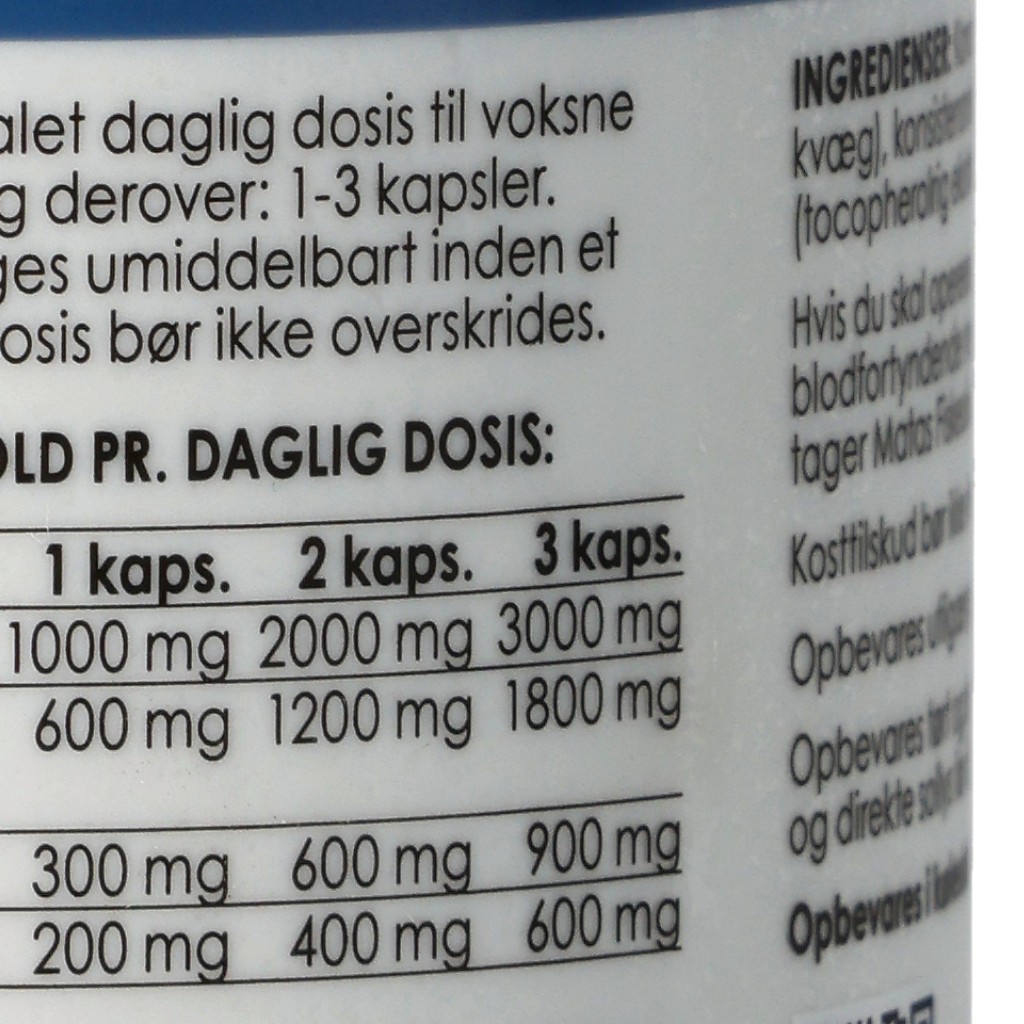 alet daglig dosis til voksne
g derover: 1-3 kapsler.
ges umiddelbart inden et
osis bør ikke overskrides.
OLD PR. DAGLIG DOSIS:
1 kaps. 2 kaps. 3 kaps.
1000 mg 2000 mg 3000 mg
600 mg 1200 mg 1800 mg
300 mg 600 mg 900 mg
200 mg 400 mg 600 mg
INGREDIENSER:
kvæg),
Hvis du skal
blodfortyndende
tager Matas
Kosttilskud bør
Opbevares
Opbevares
og direkte
Opbevares i